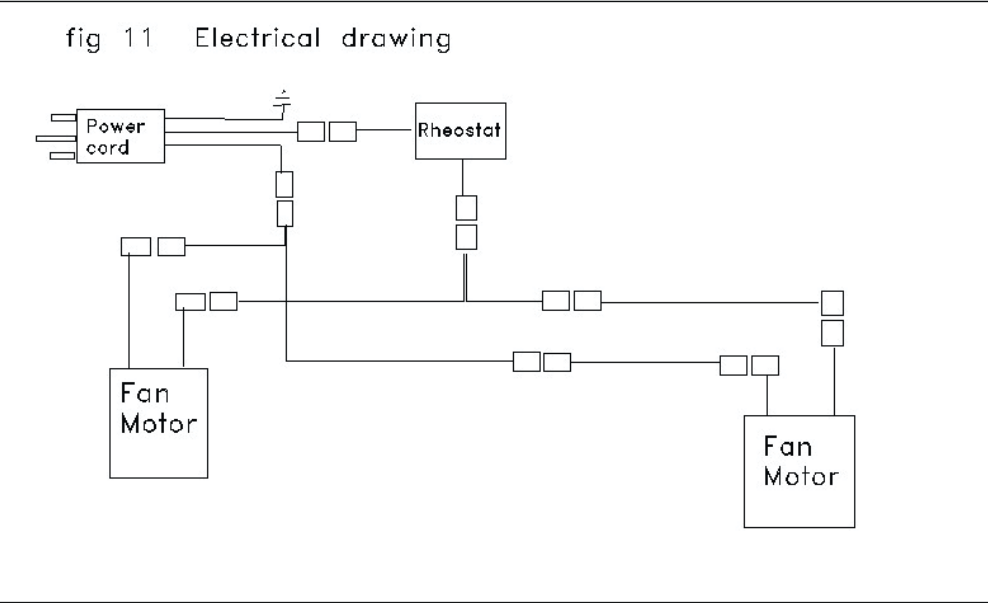 fig 11 Electrical drawing
Power
cord
Rheostat
Fan
Motor
Fan
Motor